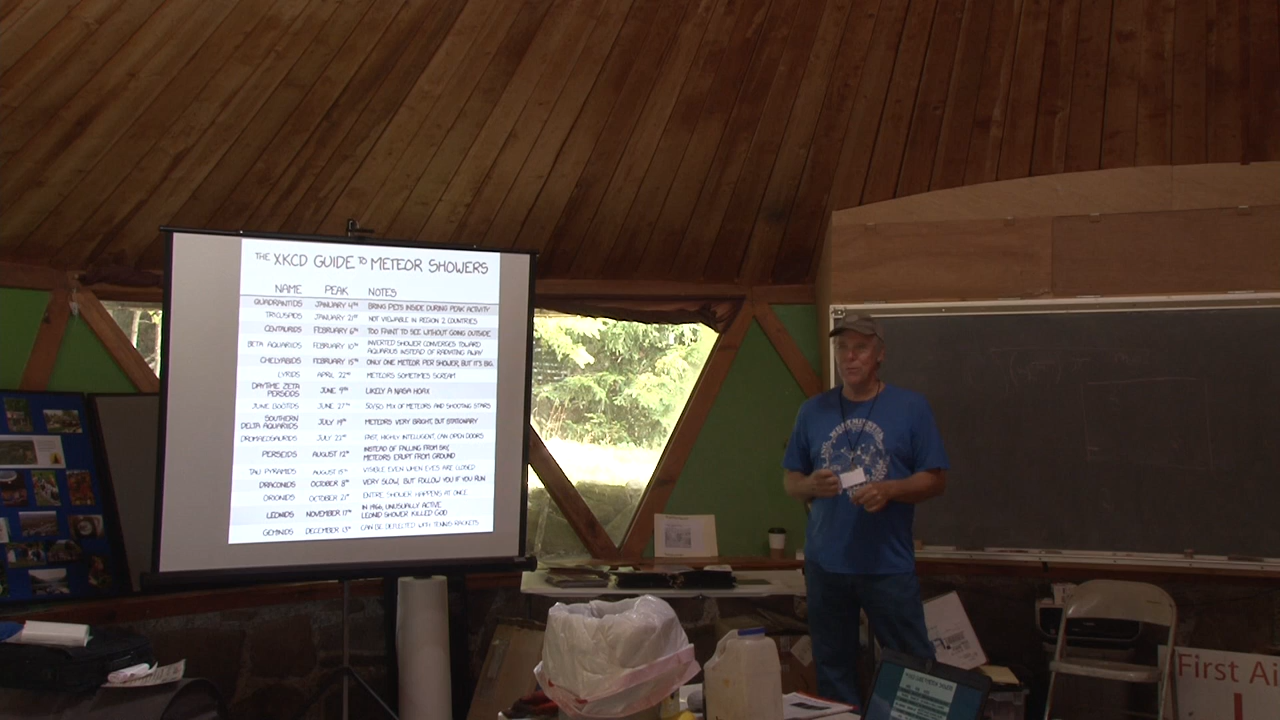 THE XKCD GUIDE TO METEOR SHOWERS
NAME PEAK NOTES
QUADRANTIDS JANUARY 4TH BRING PETS INSIDE DURING PEAK ACTIVITY
TRICUSPIDS JANUARY 21ST NOT VIEWABLE IN REGION 2 COUNTRIES
CENTAURIDS FEBRUARY 6TH TOO FAINT TO SEE WITHOUT GOING OUTSIDE
BETA AQUARIIDS FEBRUARY 10TH INVERTED SHOWER: CONVERGES TOWARD
AQUARIUS INSTEAD OF RADIATING AWAY
CHELYABIDS FEBRUARY 15TH ONLY ONE METEOR PER SHOWER, BUT IT'S BIG.
LYRIDS APRIL 22ND METEORS SOMETIMES SCREAM
DAYTIME ZETA
PERSEIDS JUNE 9TH LIKELY A NASA HOAX
JUNE BOOTIDS JUNE 27TH 50/50 MIX OF METEORS AND SHOOTING STARS
SOUTHERN
DELTA AQUARIIDS JULY 19TH METEORS VERY BRIGHT, BUT STATIONARY
DROMAEOSAURIDS JULY 22ND FAST, HIGHLY INTELLIGENT, CAN OPEN DOORS
PERSEIDS AUGUST 12TH INSTEAD OF FALLING FROM SKY,
METEORS ERUPT FROM GROUND
TAU PYRAMIDS AUGUST 15TH VISIBLE EVEN WHEN EYES ARE CLOSED
DRACONIDS OCTOBER 8TH VERY SLOW, BUT FOLLOW YOU IF YOU RUN
ORIONIDS OCTOBER 21ST ENTIRE SHOWER HAPPENS AT ONCE
LEONIDS NOVEMBER 17TH IN 1966, UNUSUALLY ACTIVE
LEONID SHOWER KILLED GOD
GEMINIDS DECEMBER 13TH CAN BE DEFLECTED WITH TENNIS RACKETS
First Ai